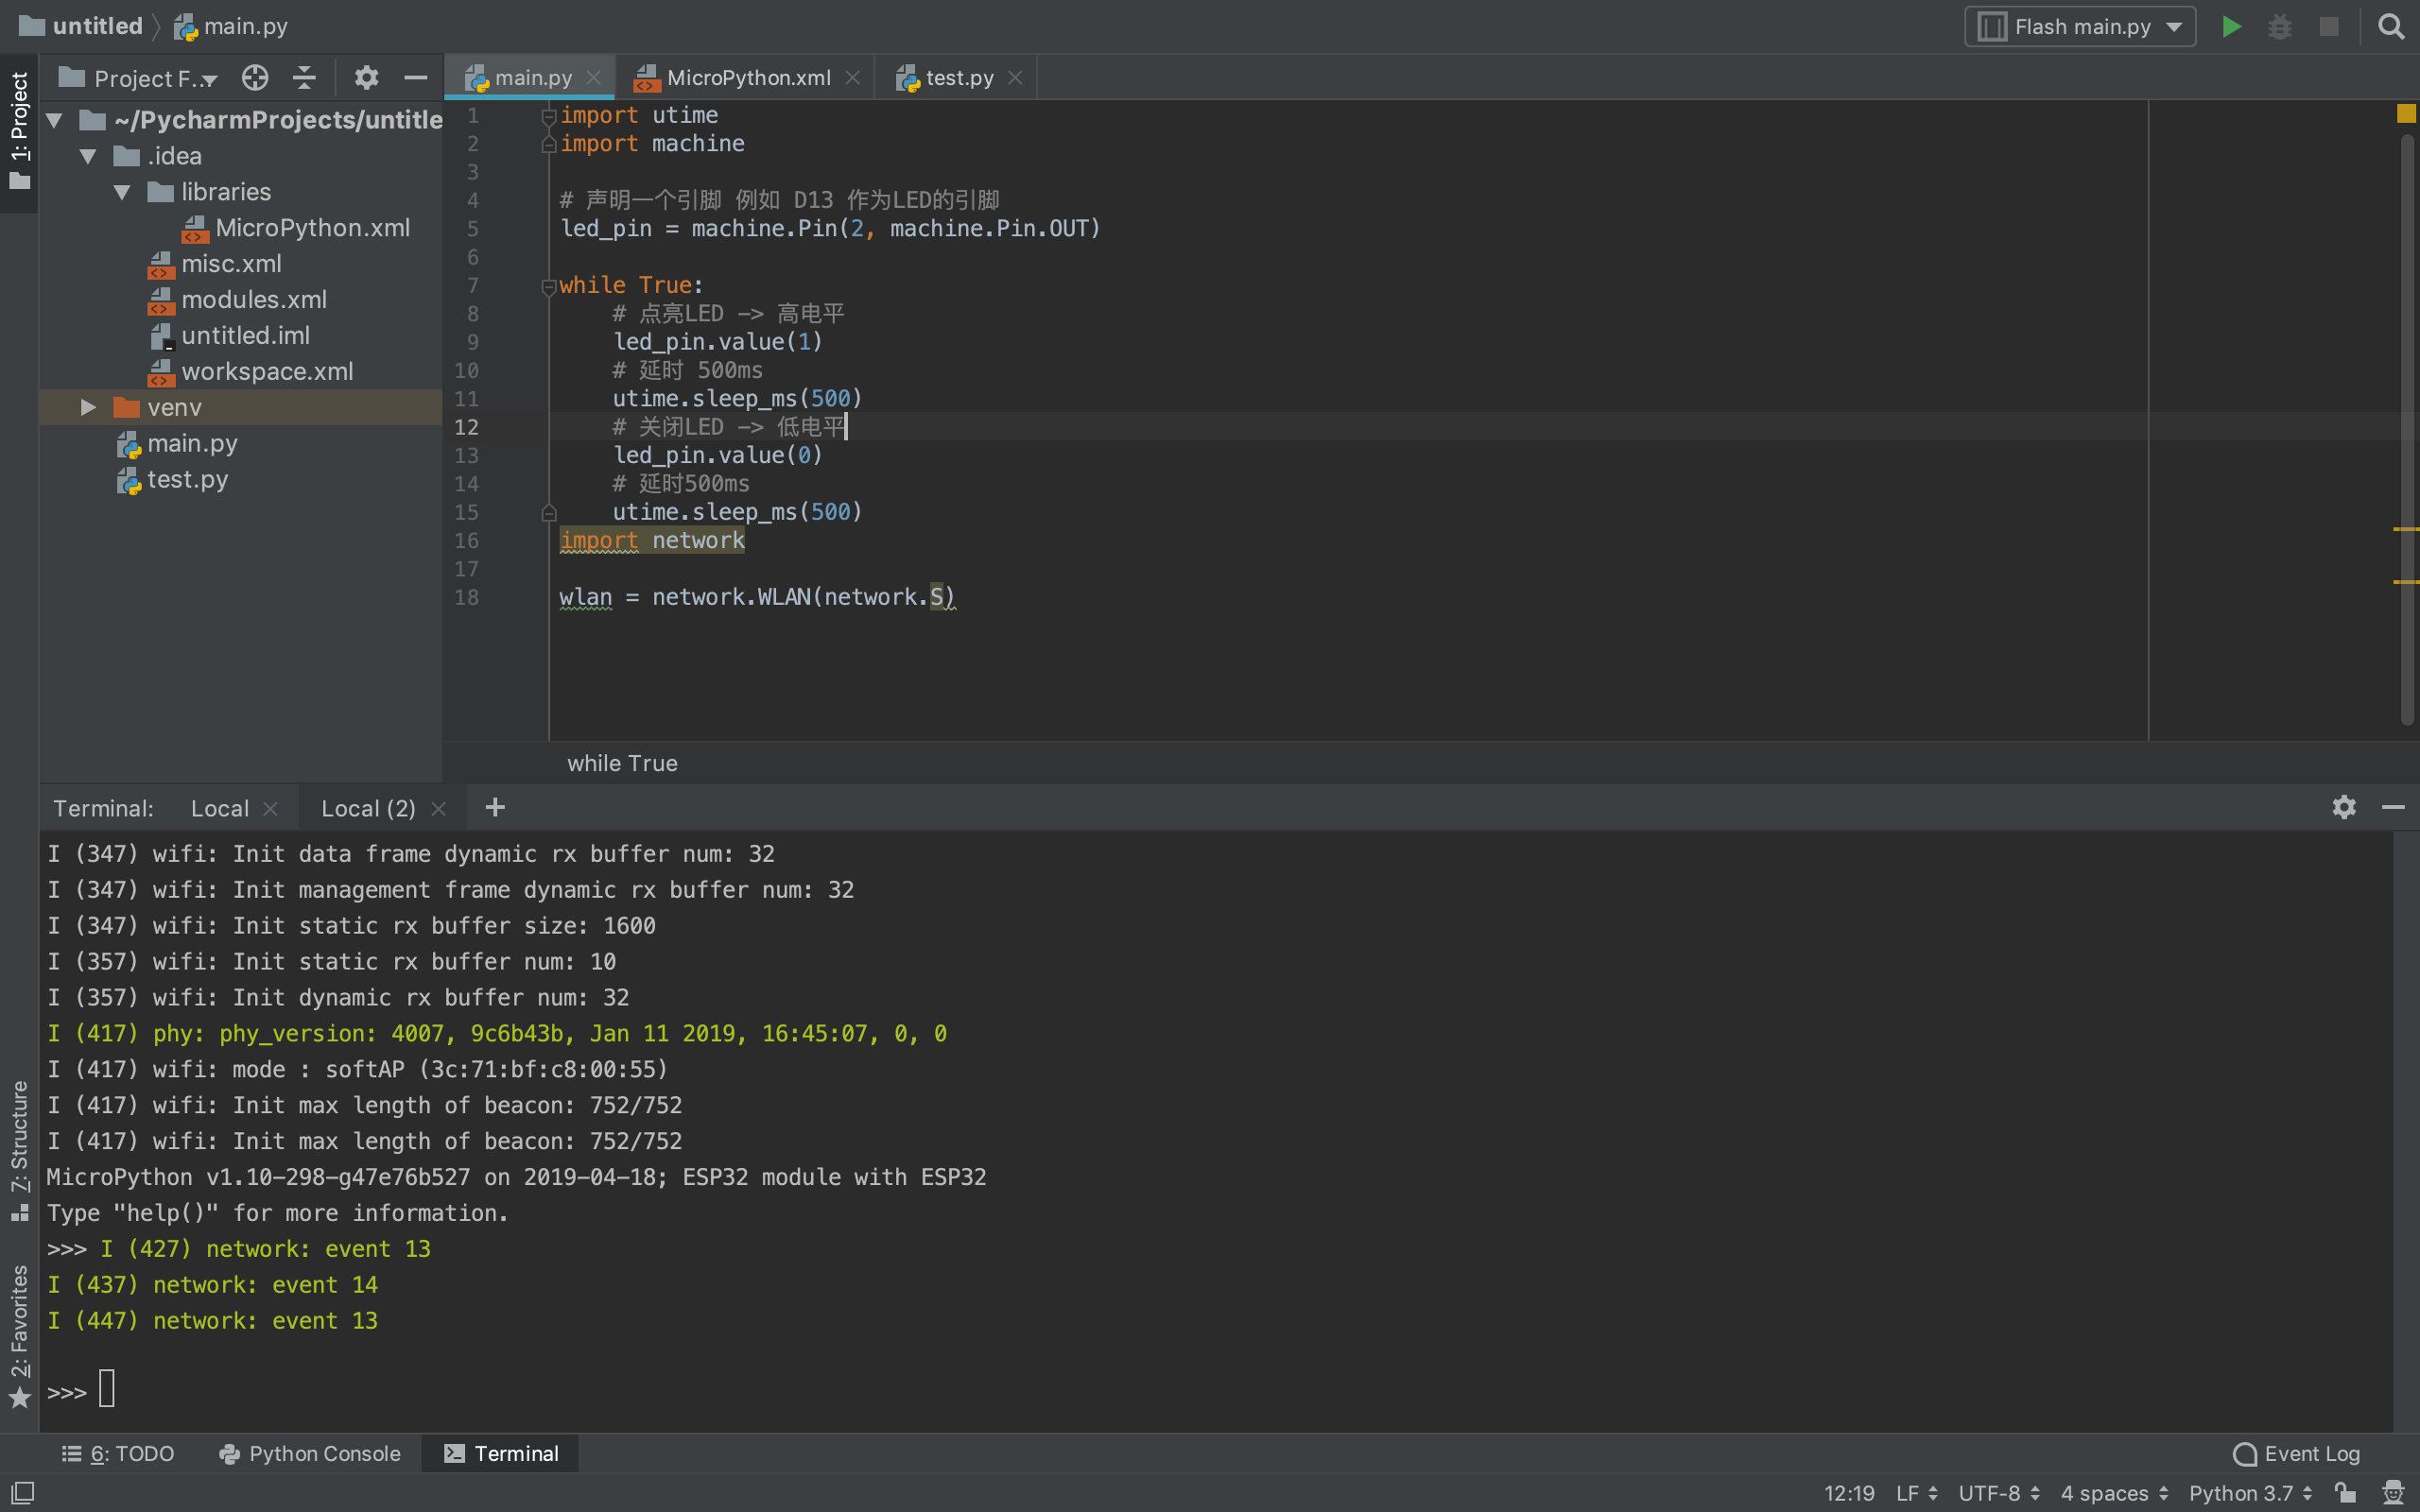 untitled main.py Flash main.py
1: Project
Project F...
main.py MicroPython.xml test.py
~/PycharmProjects/untitle
.idea
libraries
MicroPython.xml
misc.xml
modules.xml
untitled.iml
workspace.xml
venv
main.py
test.py
1 import utime
2 import machine
3
4 # 声明一个引脚 例如 D13 作为LED的引脚
5 led_pin = machine.Pin(2, machine.Pin.OUT)
6
7 while True:
8 # 点亮LED -> 高电平
9 led_pin.value(1)
10 # 延时 500ms
11 utime.sleep_ms(500)
12 # 关闭LED -> 低电平
13 led_pin.value(0)
14 # 延时500ms
15 utime.sleep_ms(500)
16 import network
17
18 wlan = network.WLAN(network.S)
while True
Terminal: Local Local (2)
I (347) wifi: Init data frame dynamic rx buffer num: 32
I (347) wifi: Init management frame dynamic rx buffer num: 32
I (347) wifi: Init static rx buffer size: 1600
I (357) wifi: Init static rx buffer num: 10
I (357) wifi: Init dynamic rx buffer num: 32
I (417) phy: phy_version: 4007, 9c6b43b, Jan 11 2019, 16:45:07, 0, 0
I (417) wifi: mode : softAP (3c:71:bf:c8:00:55)
I (417) wifi: Init max length of beacon: 752/752
I (417) wifi: Init max length of beacon: 752/752
MicroPython v1.10-298-g47e76b527 on 2019-04-18; ESP32 module with ESP32
Type "help()" for more information.
>>> I (427) network: event 13
I (437) network: event 14
I (447) network: event 13
>>>
7: Structure
2: Favorites
6: TODO Python Console Terminal Event Log
12:19 LF UTF-8 4 spaces Python 3.7